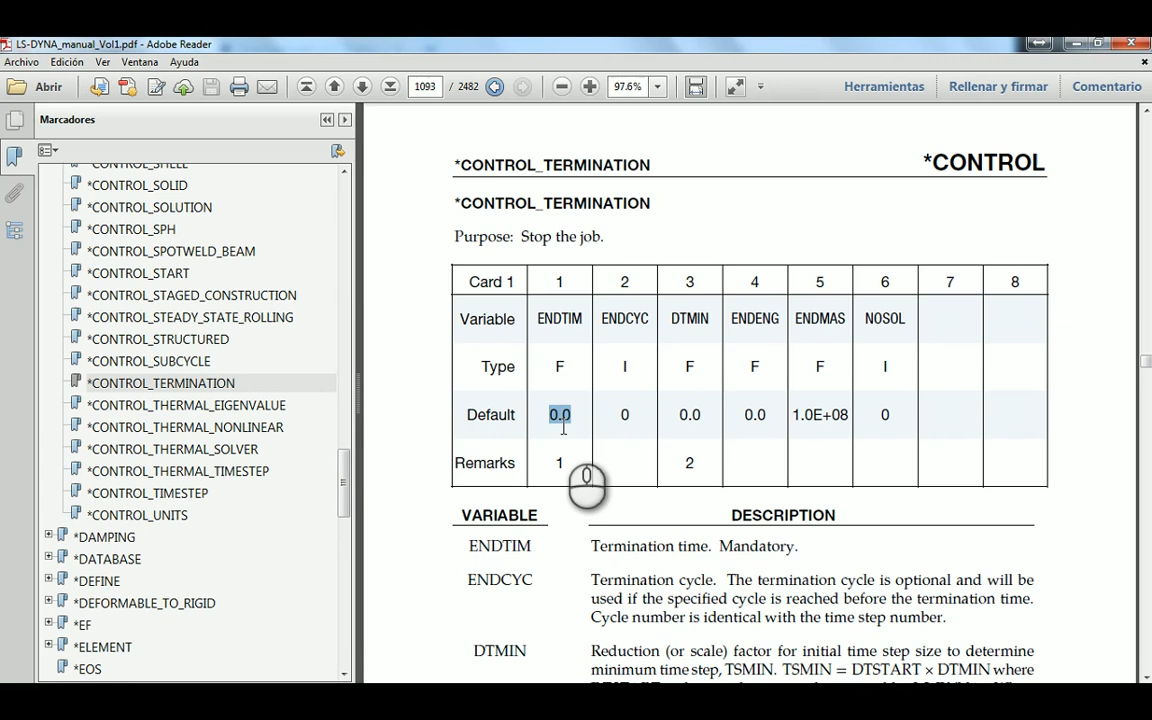 LS-DYNA_manual_Vol1.pdf - Adobe Reader
Archivo Edición Ver Ventana Ayuda
Abrir 1093 / 2482 97.6% Herramientas Rellenar y firmar Comentario
Marcadores
*CONTROL_SHELL
*CONTROL_SOLID
*CONTROL_SOLUTION
*CONTROL_SPH
*CONTROL_SPOTWELD_BEAM
*CONTROL_START
*CONTROL_STAGED_CONSTRUCTION
*CONTROL_STEADY_STATE_ROLLING
*CONTROL_STRUCTURED
*CONTROL_SUBCYCLE
*CONTROL_TERMINATION
*CONTROL_THERMAL_EIGENVALUE
*CONTROL_THERMAL_NONLINEAR
*CONTROL_THERMAL_SOLVER
*CONTROL_THERMAL_TIMESTEP
*CONTROL_TIMESTEP
*CONTROL_UNITS
*DAMPING
*DATABASE
*DEFINE
*DEFORMABLE_TO_RIGID
*EF
*ELEMENT
*EOS
*CONTROL_TERMINATION *CONTROL
*CONTROL_TERMINATION
Purpose: Stop the job.
Card 1 1 2 3 4 5 6 7 8
Variable ENDTIM ENDCYC DTMIN ENDENG ENDMAS NOSOL
Type F I F F F I
Default 0.0 0 0.0 0.0 1.0E+08 0
Remarks 1 2
VARIABLE DESCRIPTION
ENDTIM Termination time. Mandatory.
ENDCYC Termination cycle. The termination cycle is optional and will be
used if the specified cycle is reached before the termination time.
Cycle number is identical with the time step number.
DTMIN Reduction (or scale) factor for initial time step size to determine
minimum time step, TSMIN. TSMIN = DTSTART × DTMIN where